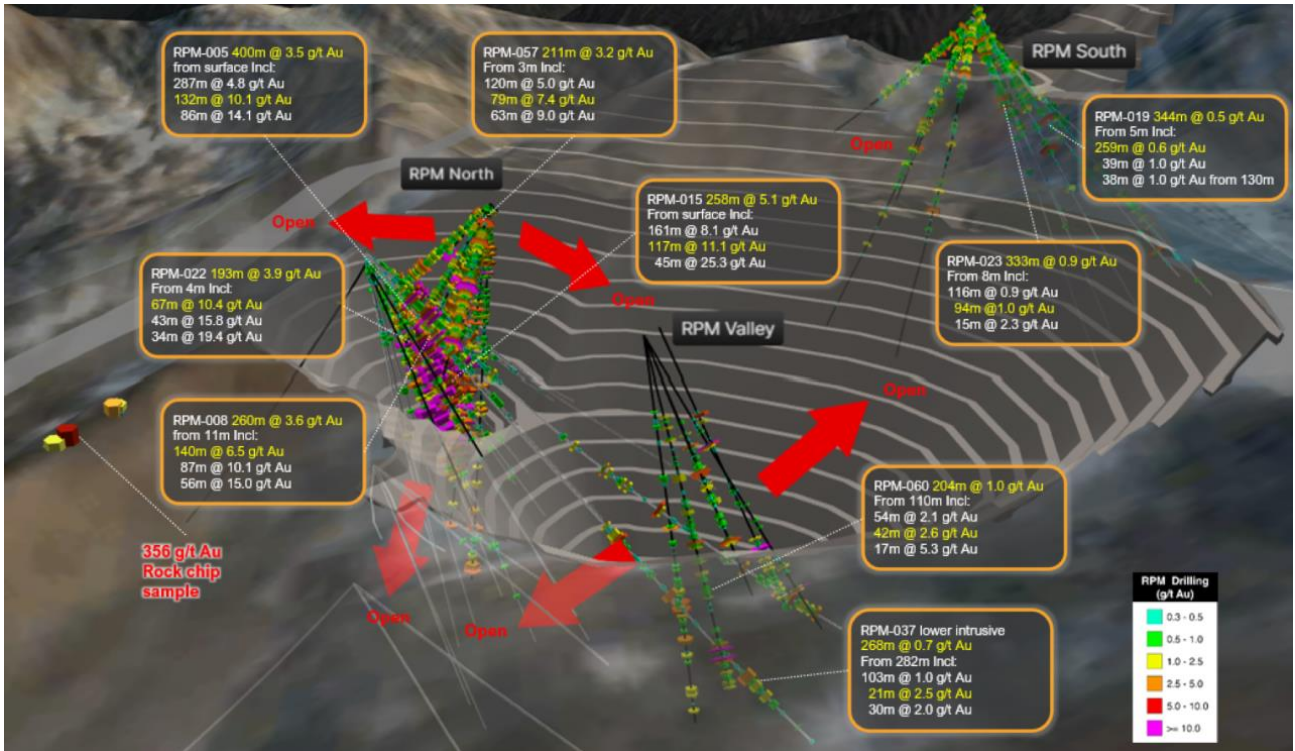 RPM-005 400m @ 3.5 g/t Au
from surface Incl:
287m @ 4.8 g/t Au
132m @ 10.1 g/t Au
86m @ 14.1 g/t Au
RPM-057 211m @ 3.2 g/t Au
From 3m Incl:
120m @ 5.0 g/t Au
79m @ 7.4 g/t Au
63m @ 9.0 g/t Au
RPM South
RPM-019 344m @ 0.5 g/t Au
From 5m Incl:
259m @ 0.6 g/t Au
39m @ 1.0 g/t Au
38m @ 1.0 g/t Au from 130m
Open
RPM North
RPM-015 258m @ 5.1 g/t Au
From surface Incl:
161m @ 8.1 g/t Au
117m @ 11.1 g/t Au
45m @ 25.3 g/t Au
Open
RPM-022 193m @ 3.9 g/t Au
From 4m Incl:
67m @ 10.4 g/t Au
43m @ 15.8 g/t Au
34m @ 19.4 g/t Au
RPM-023 333m @ 0.9 g/t Au
From 8m Incl:
116m @ 0.9 g/t Au
94m @1.0 g/t Au
15m @ 2.3 g/t Au
Open
RPM Valley
Open
RPM-008 260m @ 3.6 g/t Au
from 11m Incl:
140m @ 6.5 g/t Au
87m @ 10.1 g/t Au
56m @ 15.0 g/t Au
RPM-060 204m @ 1.0 g/t Au
From 110m Incl:
54m @ 2.1 g/t Au
42m @ 2.6 g/t Au
17m @ 5.3 g/t Au
356 g/t Au
Rock chip
sample
Open
Open
RPM-037 lower intrusive
268m @ 0.7 g/t Au
From 282m Incl:
103m @ 1.0 g/t Au
21m @ 2.5 g/t Au
30m @ 2.0 g/t Au
RPM Drilling
(g/t Au)
0.3 - 0.5
0.5 - 1.0
1.0 - 2.5
2.5 - 5.0
5.0 - 10.0
>= 10.0